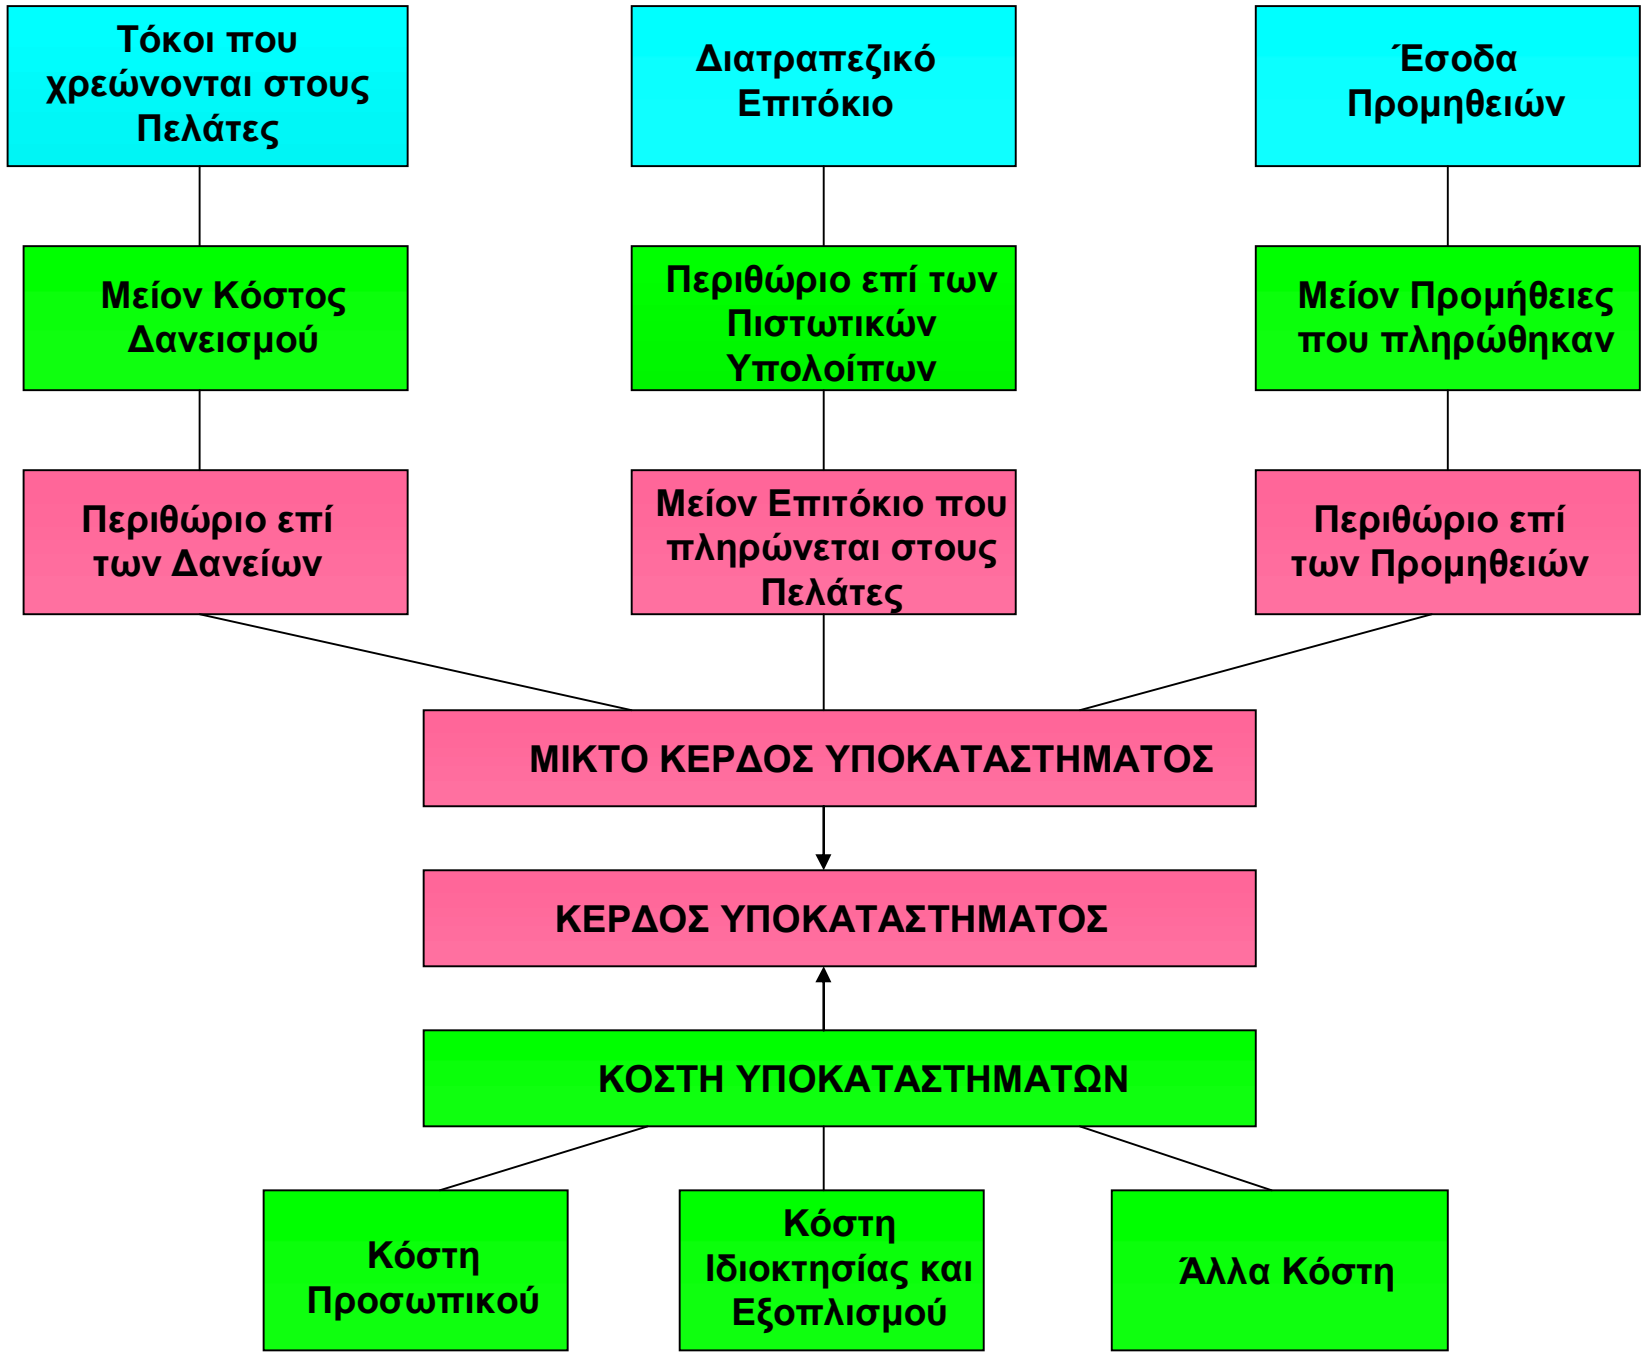 Τόκοι που
χρεώνονται στους
Πελάτες
Διατραπεζικό
Επιτόκιο
Έσοδα
Προμηθειών
Μείον Κόστος
Δανεισμού
Περιθώριο επί των
Πιστωτικών
Υπολοίπων
Μείον Προμήθειες
που πληρώθηκαν
Περιθώριο επί
των Δανείων
Μείον Επιτόκιο που
πληρώνεται στους
Πελάτες
Περιθώριο επί
των Προμηθειών
ΜΙΚΤΟ ΚΕΡΔΟΣ ΥΠΟΚΑΤΑΣΤΗΜΑΤΟΣ
ΚΕΡΔΟΣ ΥΠΟΚΑΤΑΣΤΗΜΑΤΟΣ
ΚΟΣΤΗ ΥΠΟΚΑΤΑΣΤΗΜΑΤΩΝ
Κόστη
Προσωπικού
Κόστη
Ιδιοκτησίας και
Εξοπλισμού
Άλλα Κόστη